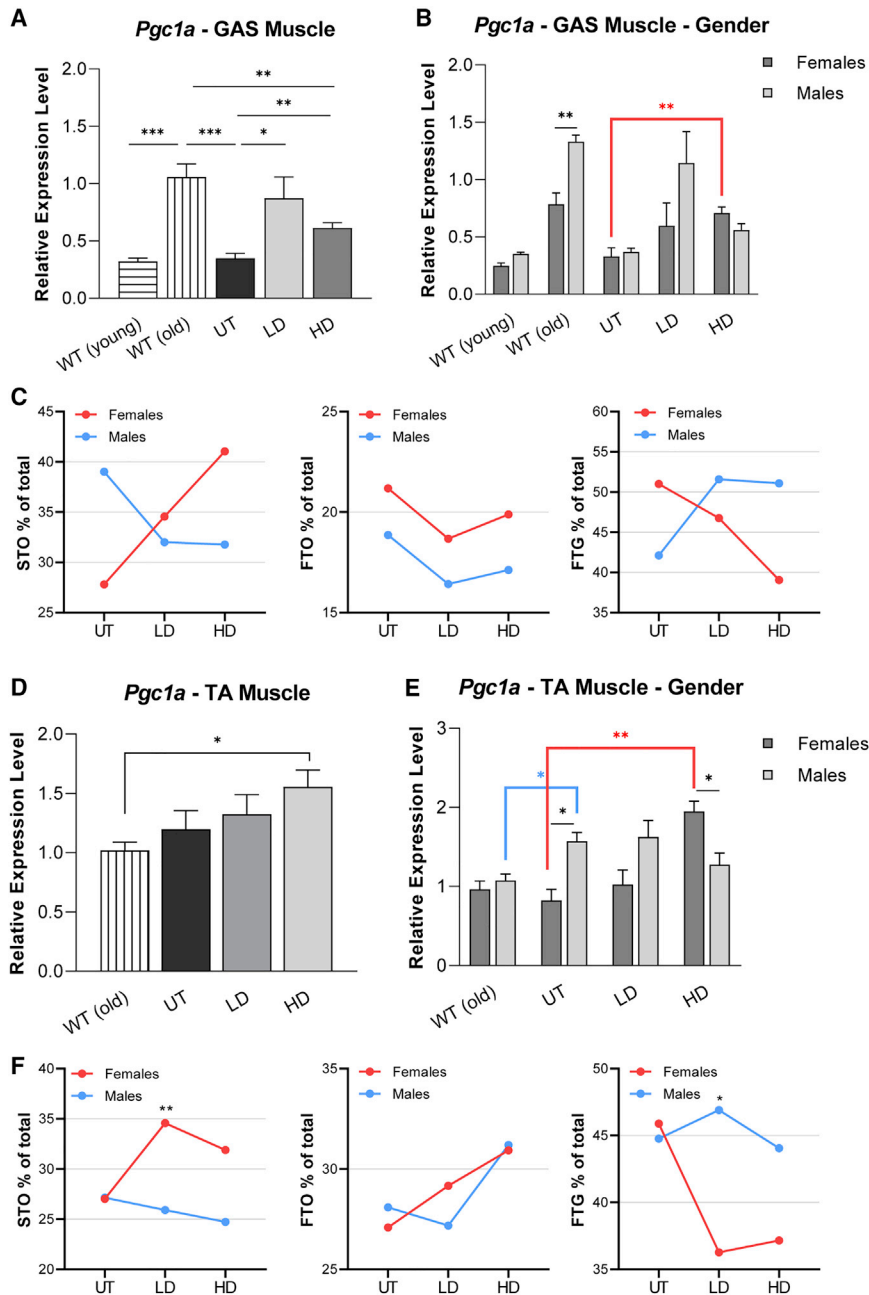 A
Pgc1a - GAS Muscle
Relative Expression Level
2.0
1.5
1.0
0.5
0.0
***
***
**
**
*
WT (young)
WT (old)
UT
LD
HD
B
Pgc1a - GAS Muscle - Gender
Females
Males
Relative Expression Level
2.0
1.5
1.0
0.5
0.0
**
**
WT (young)
WT (old)
UT
LD
HD
C
STO % of total
45
40
35
30
25
Females
Males
UT
LD
HD
FTO % of total
25
20
15
Females
Males
UT
LD
HD
FTG % of total
60
55
50
45
40
35
Females
Males
UT
LD
HD
D
Pgc1a - TA Muscle
Relative Expression Level
2.0
1.5
1.0
0.5
0.0
*
WT (old)
UT
LD
HD
E
Pgc1a - TA Muscle - Gender
Females
Males
Relative Expression Level
3
2
1
0
*
*
**
*
WT (old)
UT
LD
HD
F
STO % of total
40
35
30
25
20
Females
Males
**
UT
LD
HD
FTO % of total
35
30
25
Females
Males
UT
LD
HD
FTG % of total
50
45
40
35
Females
Males
*
UT
LD
HD